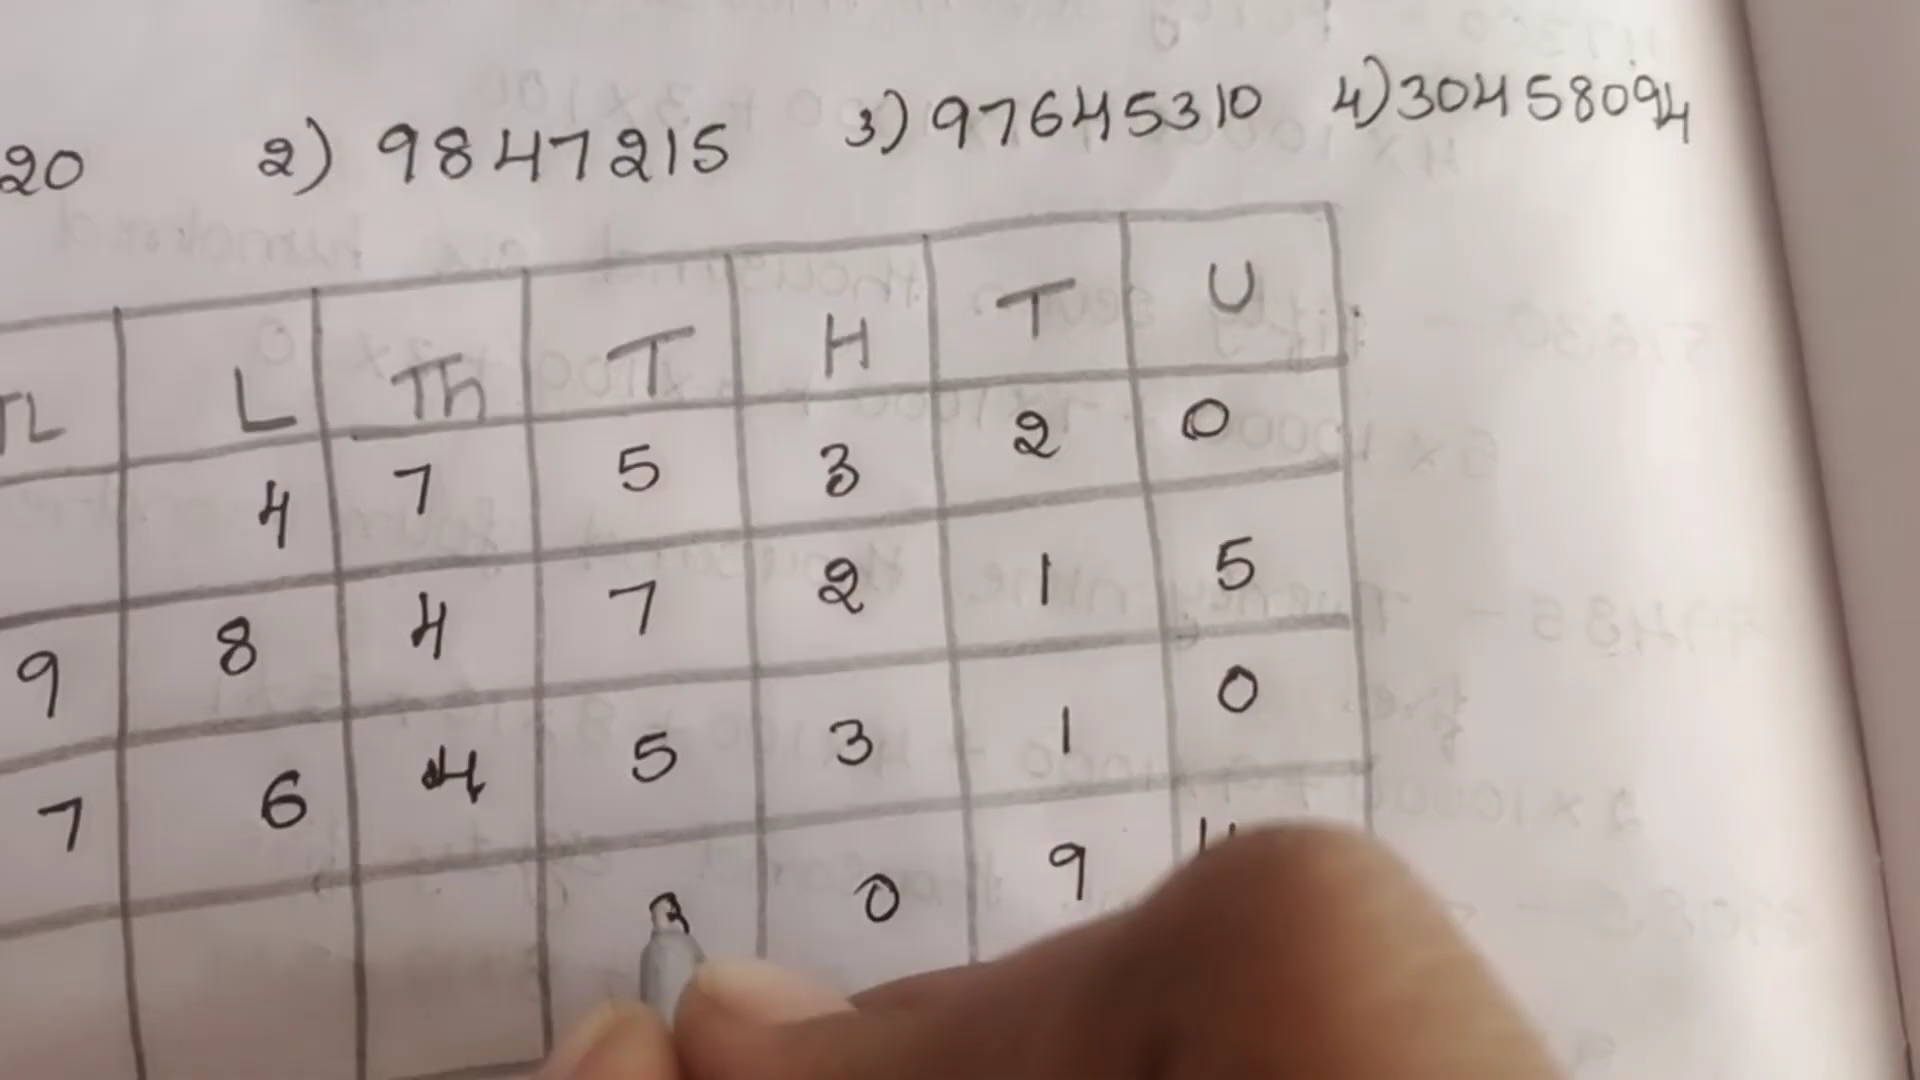 20 2) 9847215 3) 97645310 4) 30458094
TL L Th T H T U
4 7 5 3 2 0
9 8 4 7 2 1 5
7 6 4 5 3 1 0
0 9